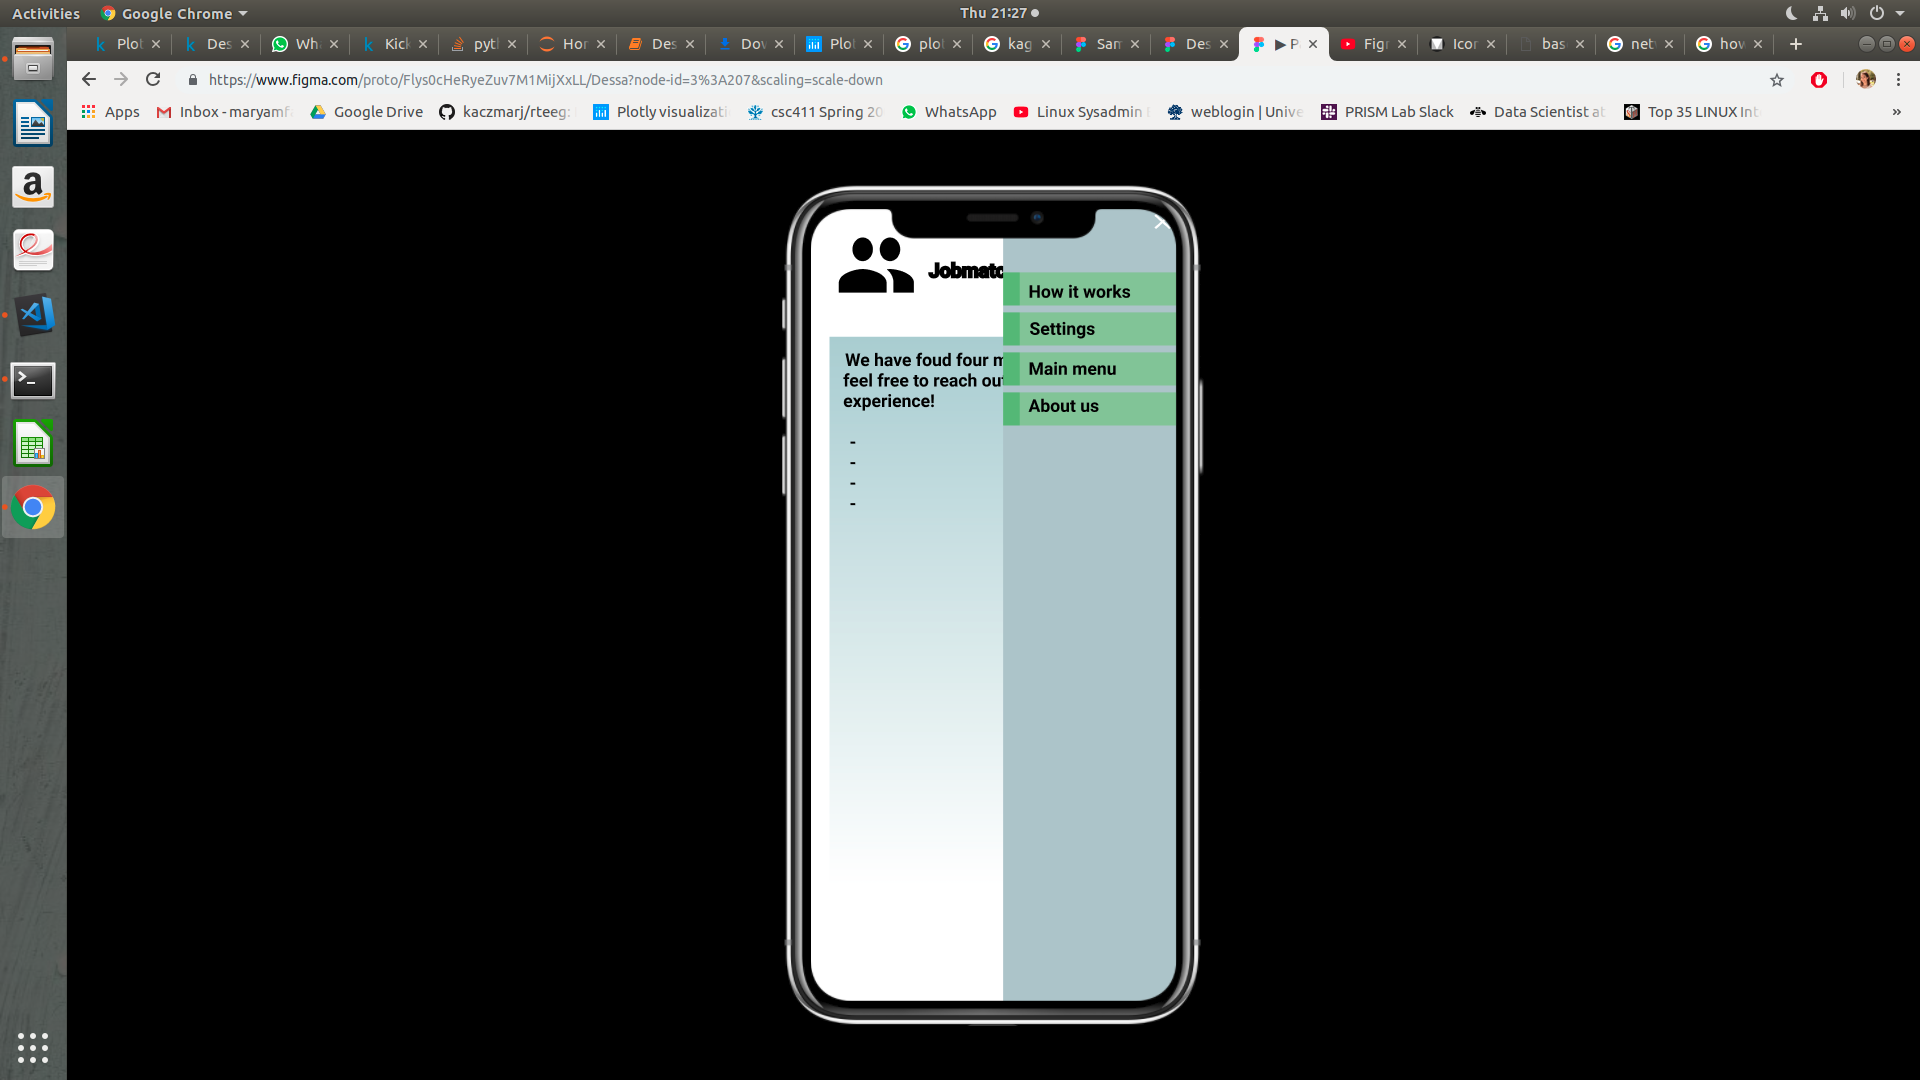 Activities
Google Chrome
Thu 21:27
Plot
Des
Wh
Kick
pyt
Hor
Des
Dov
Plot
plot
kag
Sam
Des
▶ P
Figr
Icor
bas
net
hov
https://www.figma.com/proto/Flys0cHeRyeZuv7M1MijXxLL/Dessa?node-id=3%3A207&scaling=scale-down
Apps
Inbox - maryamf
Google Drive
kaczmarj/rteeg:
Plotly visualizati
csc411 Spring 20
WhatsApp
Linux Sysadmin
weblogin | Unive
PRISM Lab Slack
Data Scientist at
Top 35 LINUX Int
»
Jobmatc
We have foud four m
feel free to reach out
experience!
-
-
-
-
How it works
Settings
Main menu
About us